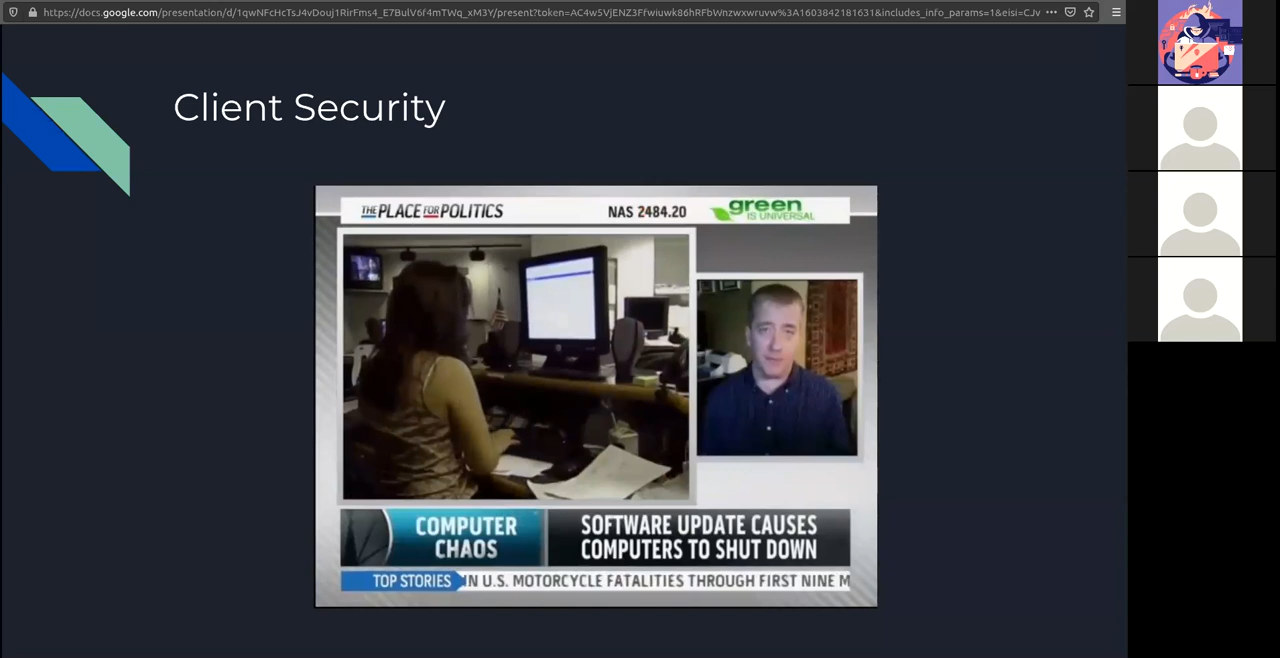 https://docs.google.com/presentation/d/1qwNFcHcTsJ4vDouj1RirFms4_E7BulV6f4mTWq_xM3Y/present?token=AC4w5VjENZ3Ffwiuwk86hRFbWnzwxwruvw%3A1603842181631&includes_info_params=1&eisi=CJv
Client Security
THE PLACE FOR POLITICS NAS 2484.20 green
IS UNIVERSAL
COMPUTER
CHAOS
SOFTWARE UPDATE CAUSES
COMPUTERS TO SHUT DOWN
TOP STORIES IN U.S. MOTORCYCLE FATALITIES THROUGH FIRST NINE M